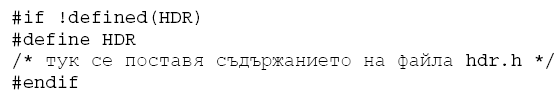 #if !defined(HDR)
#define HDR
/* тук се поставя съдържанието на файла hdr.h */
#endif